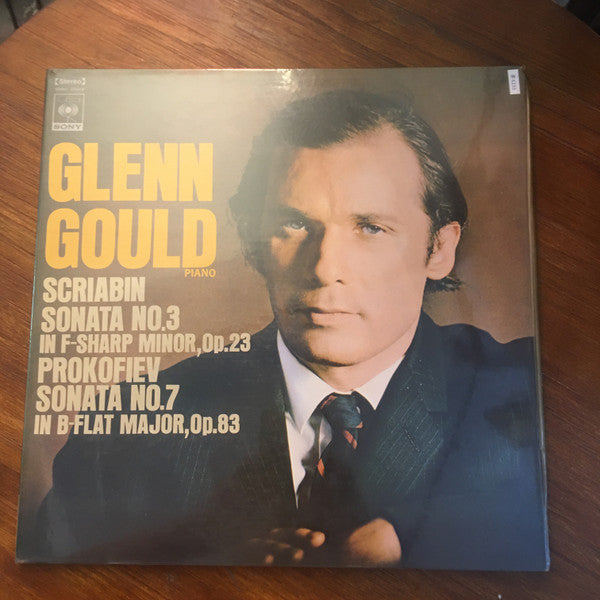 Stereo
SONY
GLENN
GOULD
PIANO
SCRIABIN
SONATA NO.3
IN F-SHARP MINOR,Op.23
PROKOFIEV
SONATA NO.7
IN B-FLAT MAJOR,Op.83